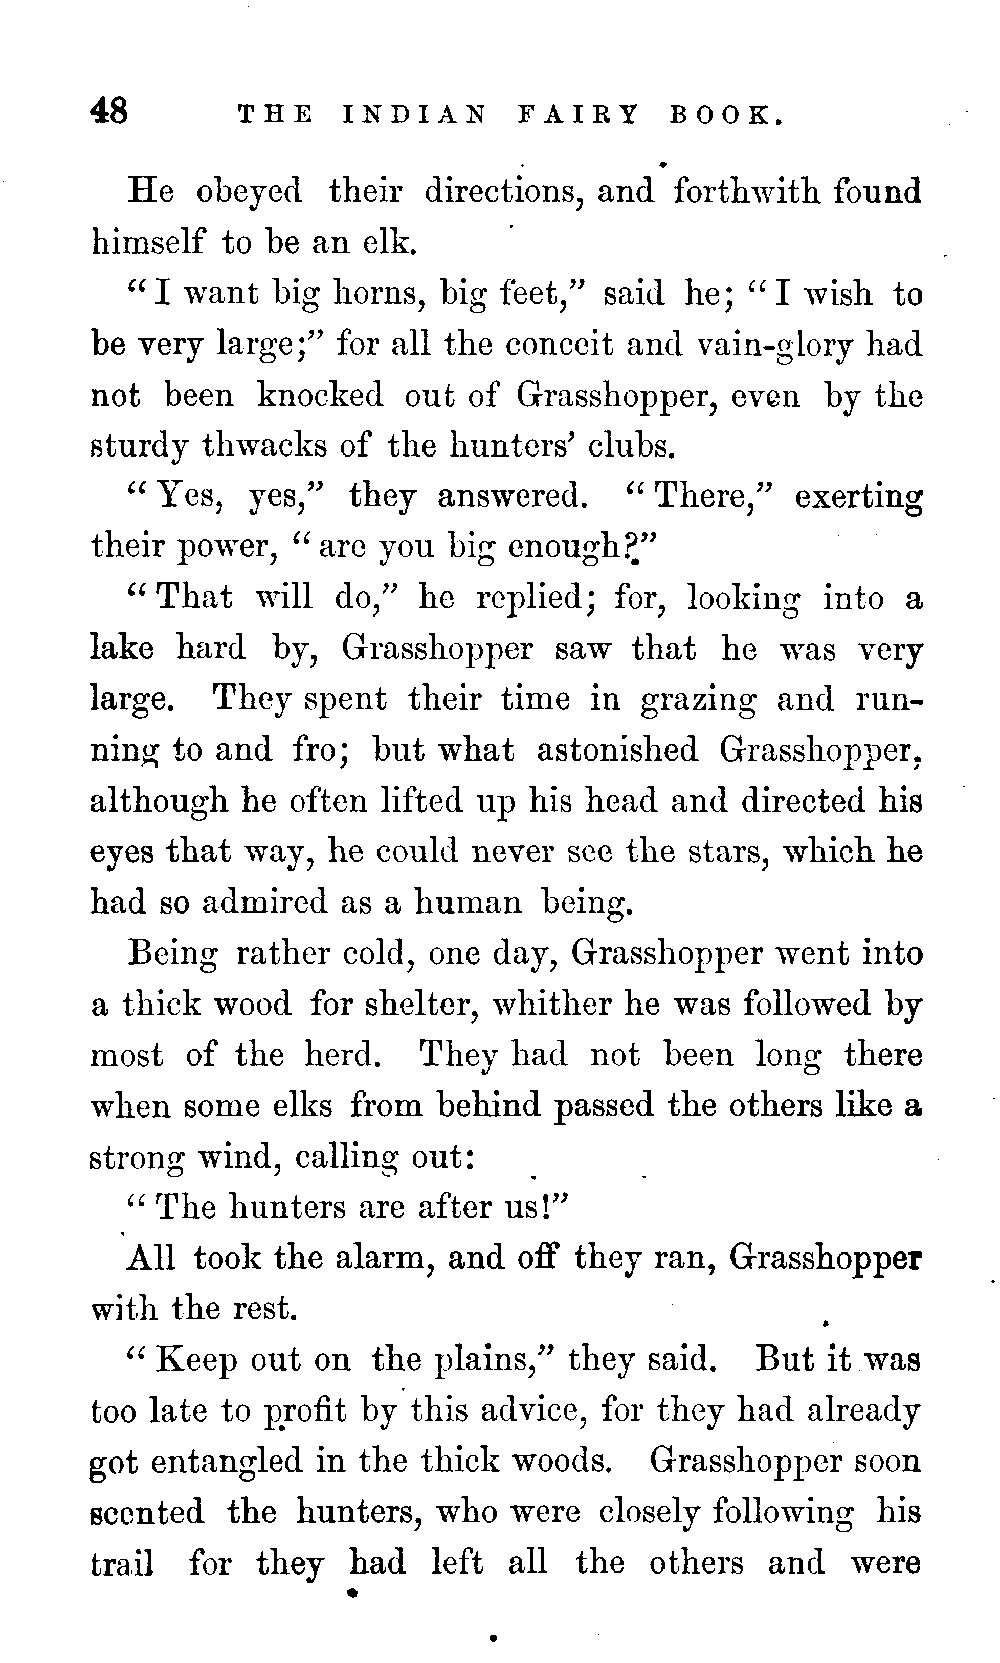 48 THE INDIAN FAIRY BOOK.
He obeyed their directions, and forthwith found
himself to be an elk.
“I want big horns, big feet,” said he; “I wish to
be very large;” for all the conceit and vain-glory had
not been knocked out of Grasshopper, even by the
sturdy thwacks of the hunters’ clubs.
“Yes, yes,” they answered. “There,” exerting
their power, “are you big enough?”
“That will do,” he replied; for, looking into a
lake hard by, Grasshopper saw that he was very
large. They spent their time in grazing and run-
ning to and fro; but what astonished Grasshopper,
although he often lifted up his head and directed his
eyes that way, he could never see the stars, which he
had so admired as a human being.
Being rather cold, one day, Grasshopper went into
a thick wood for shelter, whither he was followed by
most of the herd. They had not been long there
when some elks from behind passed the others like a
strong wind, calling out:
“The hunters are after us!”
All took the alarm, and off they ran, Grasshopper
with the rest.
“Keep out on the plains,” they said. But it was
too late to profit by this advice, for they had already
got entangled in the thick woods. Grasshopper soon
scented the hunters, who were closely following his
trail for they had left all the others and were